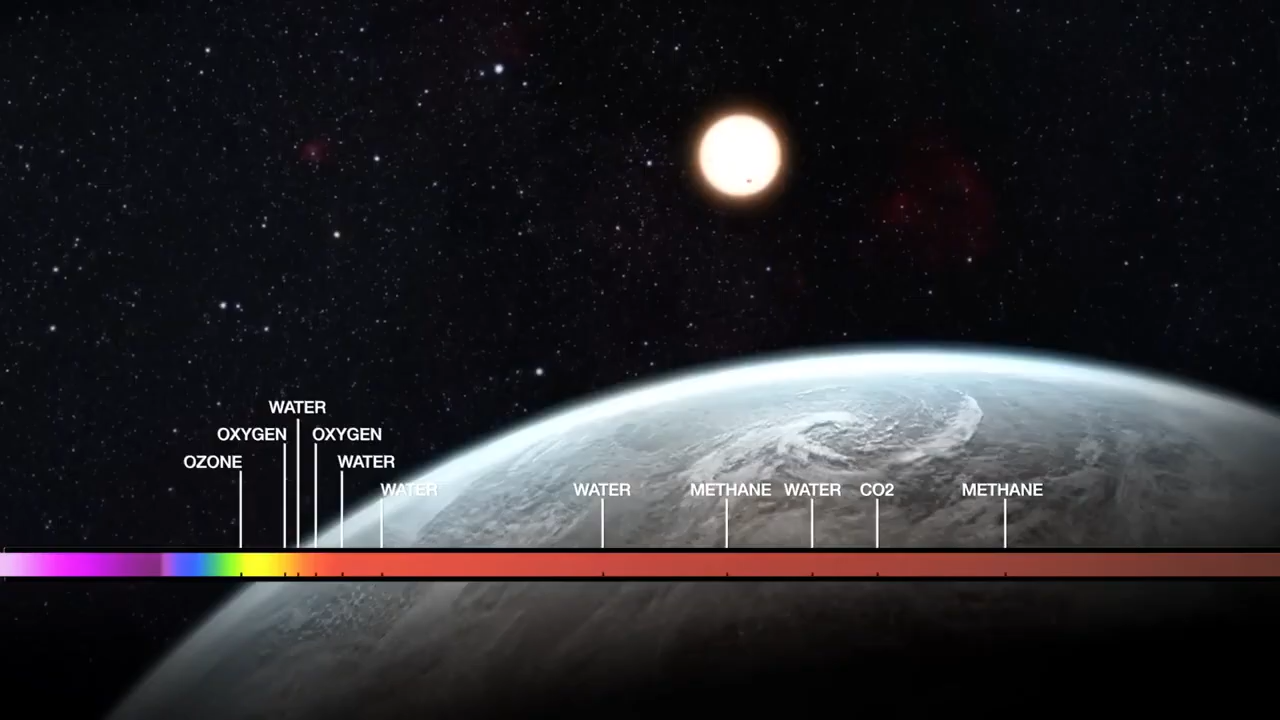 WATER
OXYGEN
OXYGEN
OZONE
WATER
WATER
WATER
METHANE
WATER
CO2
METHANE